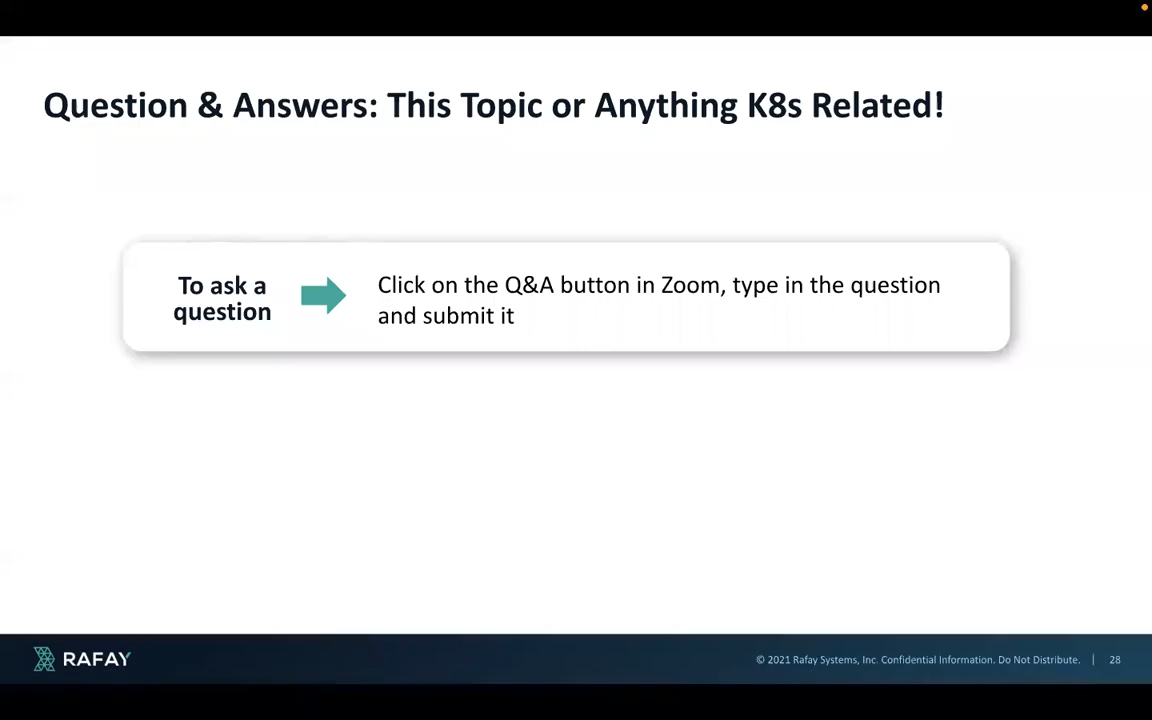 Question & Answers: This Topic or Anything K8s Related!
To ask a
question
Click on the Q&A button in Zoom, type in the question
and submit it
RAFAY
© 2021 Rafay Systems, Inc. Confidential Information. Do Not Distribute. | 28